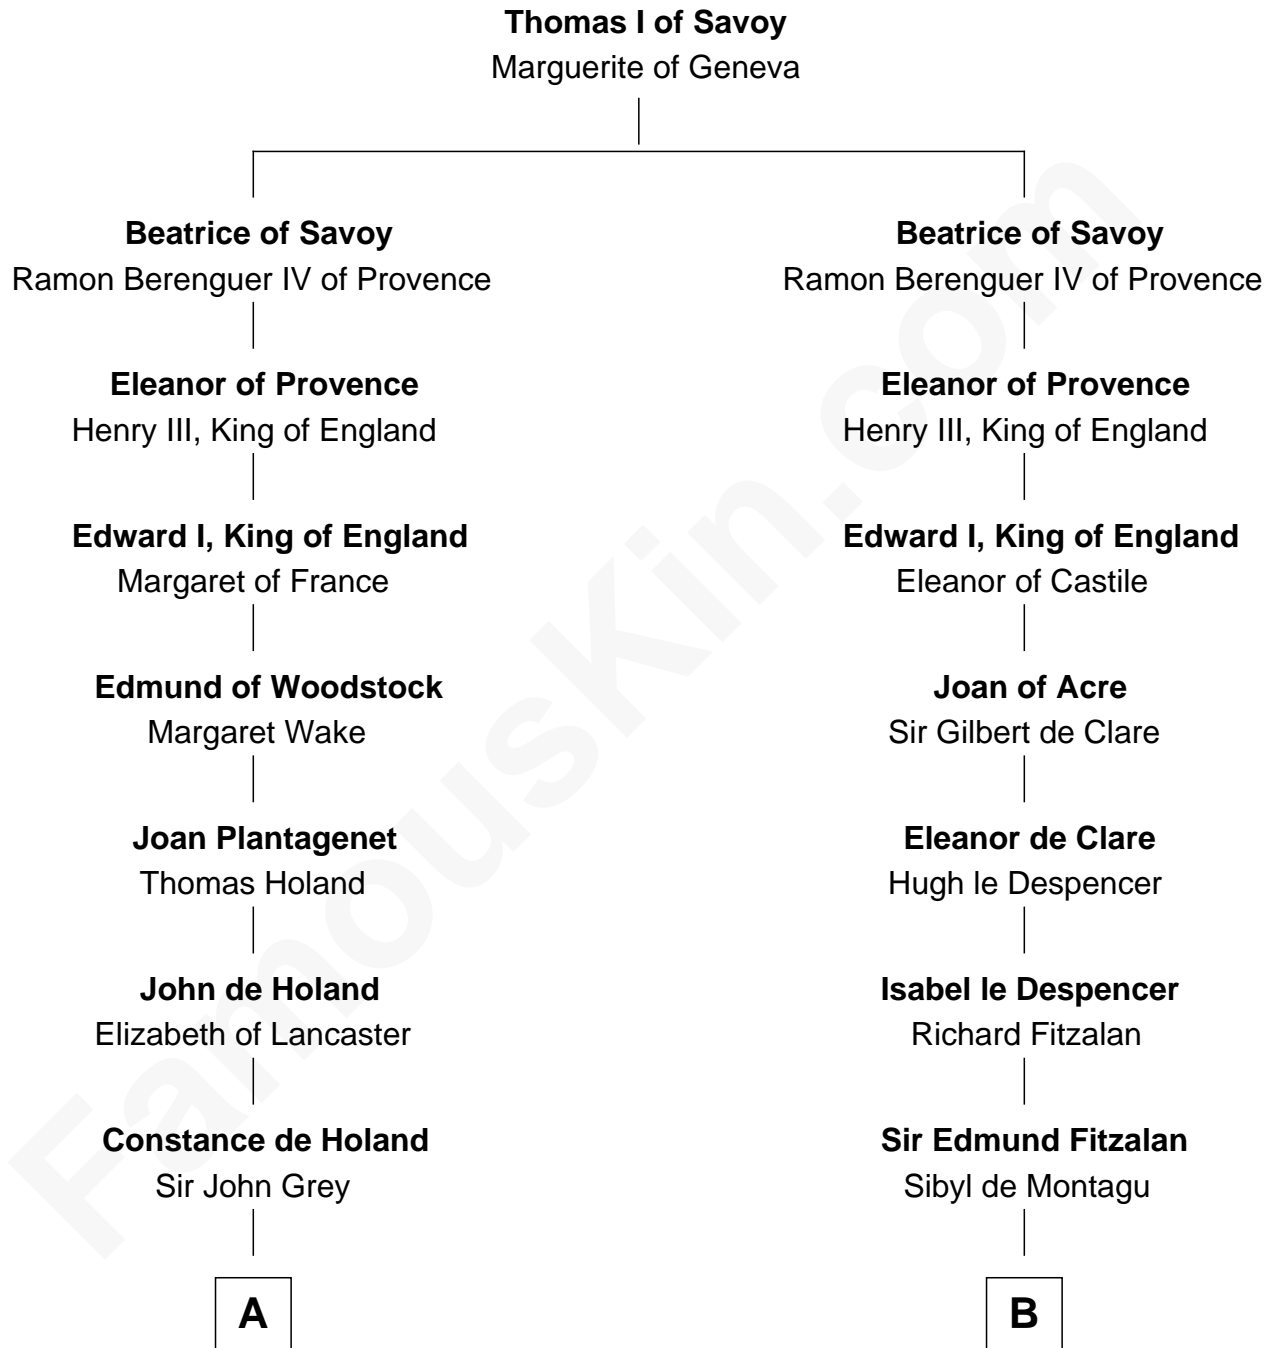 Thomas I of Savoy
Marguerite of Geneva
Beatrice of Savoy
Ramon Berenguer IV of Provence
Eleanor of Provence
Henry III, King of England
Edward I, King of England
Margaret of France
Edmund of Woodstock
Margaret Wake
Joan Plantagenet
Thomas Holand
John de Holand
Elizabeth of Lancaster
Constance de Holand
Sir John Grey
A
Beatrice of Savoy
Ramon Berenguer IV of Provence
Eleanor of Provence
Henry III, King of England
Edward I, King of England
Eleanor of Castile
Joan of Acre
Sir Gilbert de Clare
Eleanor de Clare
Hugh le Despencer
Isabel le Despencer
Richard Fitzalan
Sir Edmund Fitzalan
Sibyl de Montagu
B
FamousKin.com